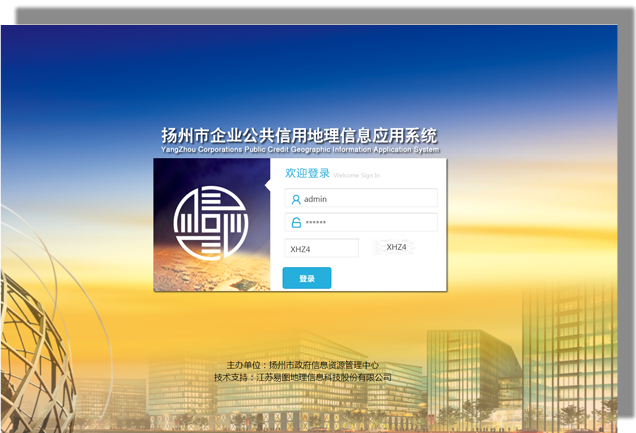 扬州市企业公共信用地理信息应用系统
YangZhou Corporations Public Credit Geographic Information Application System
欢迎登录 Welcome Sign In
admin
******
XHZ4 XHZ4
登录
主办单位：扬州市政府信息资源管理中心
技术支持：江苏易图地理信息科技股份有限公司